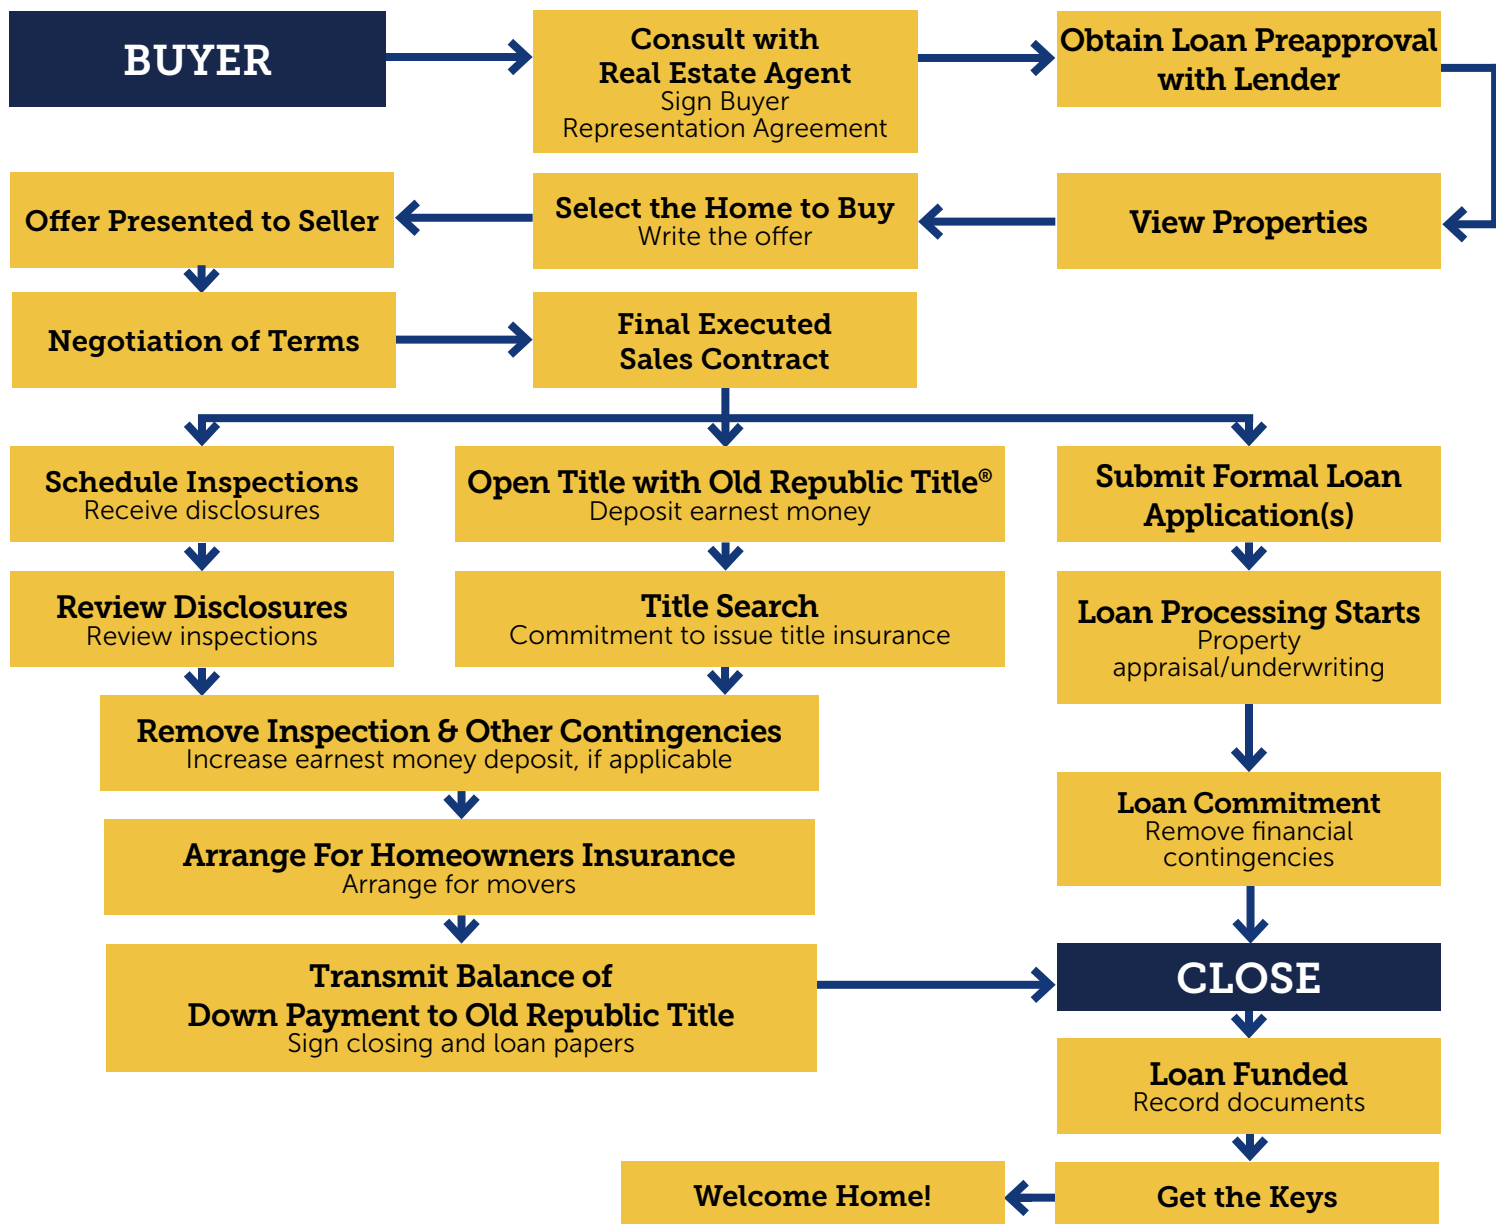 BUYER
Consult with
Real Estate Agent
Sign Buyer
Representation Agreement
Obtain Loan Preapproval
with Lender
Offer Presented to Seller
Select the Home to Buy
Write the offer
View Properties
Negotiation of Terms
Final Executed
Sales Contract
Schedule Inspections
Receive disclosures
Open Title with Old Republic Title®
Deposit earnest money
Submit Formal Loan
Application(s)
Review Disclosures
Review inspections
Title Search
Commitment to issue title insurance
Loan Processing Starts
Property
appraisal/underwriting
Remove Inspection & Other Contingencies
Increase earnest money deposit, if applicable
Loan Commitment
Remove financial
contingencies
Arrange For Homeowners Insurance
Arrange for movers
Transmit Balance of
Down Payment to Old Republic Title
Sign closing and loan papers
CLOSE
Loan Funded
Record documents
Welcome Home!
Get the Keys